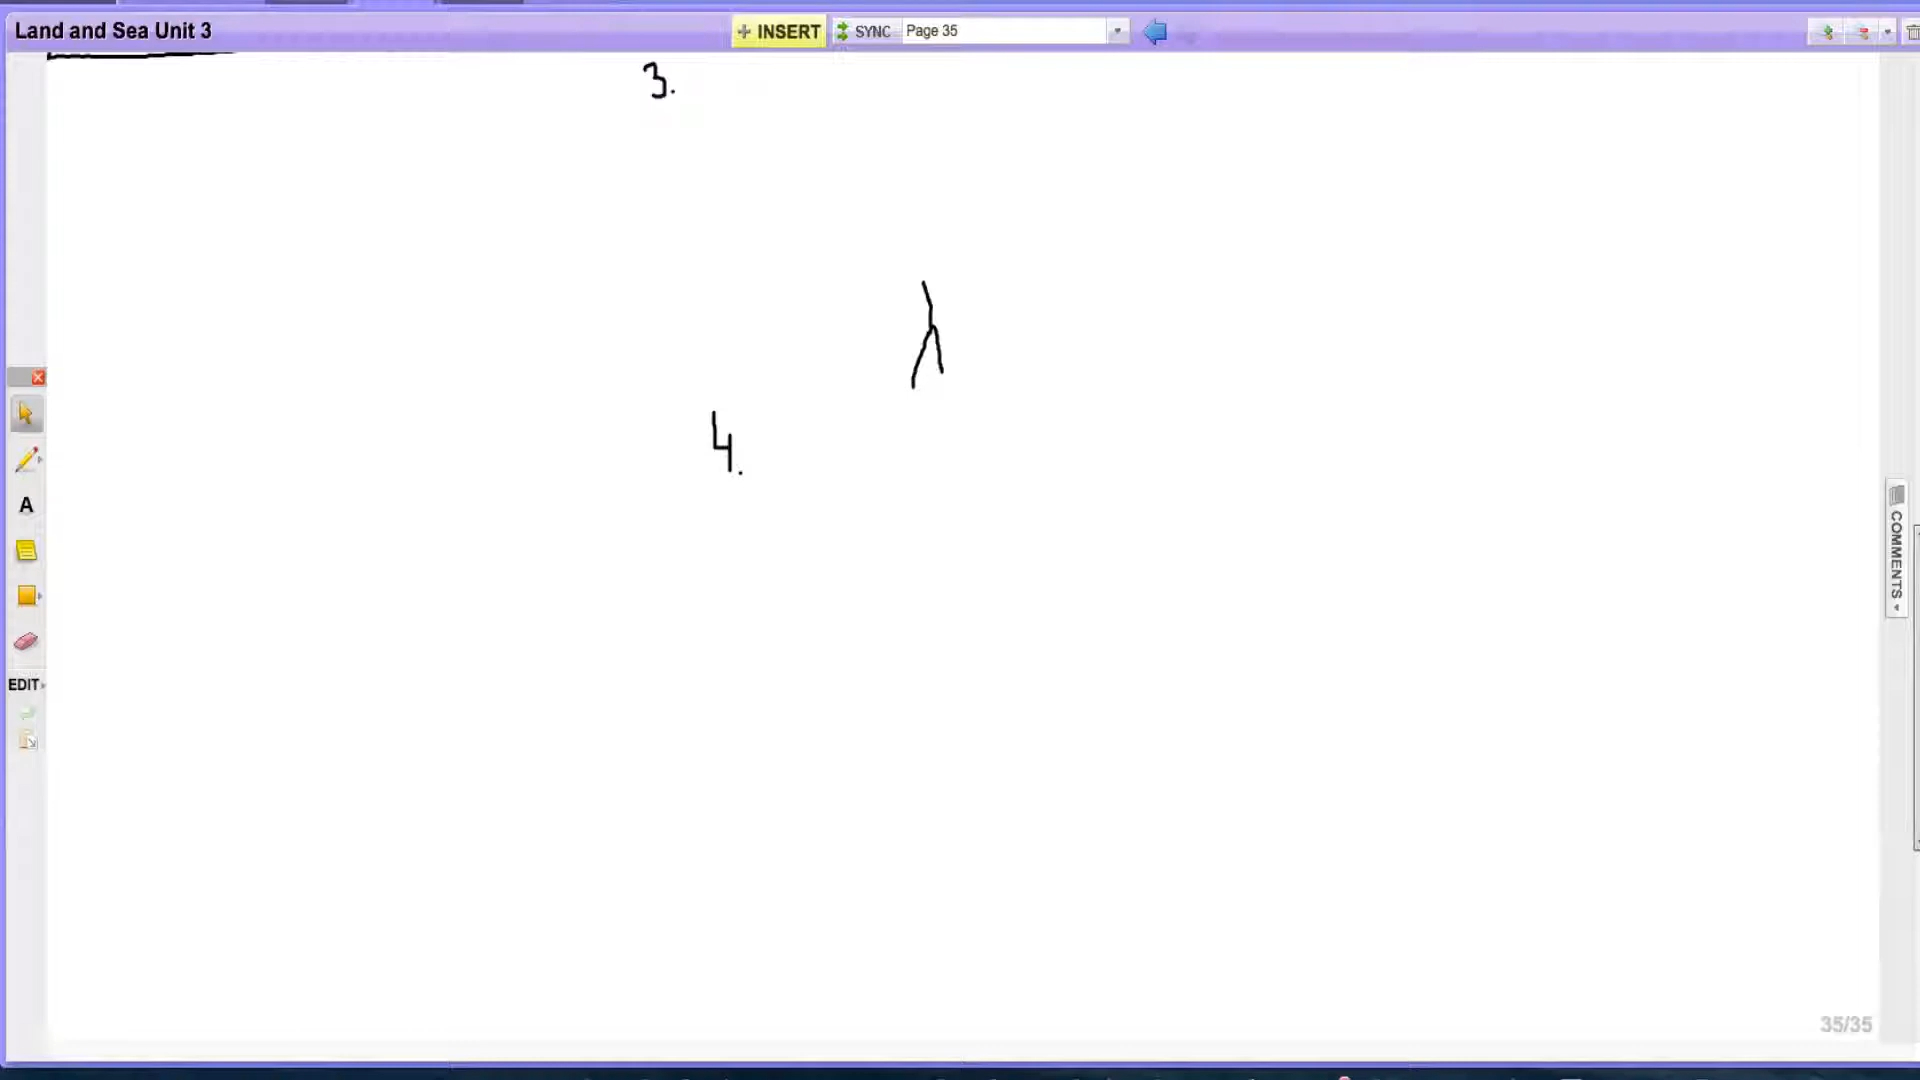 Land and Sea Unit 3
+ INSERT
SYNC
Page 35
3.
4.
A
EDIT
COMMENTS
35/35